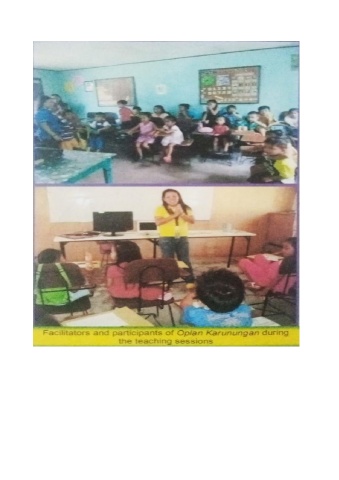 Facilitators and participants of Oplan Karunungan during
the teaching sessions